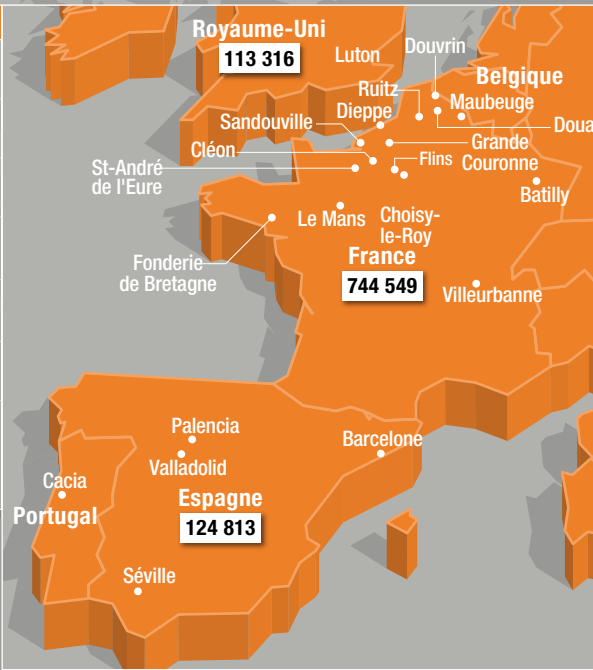 Royaume-Uni
113 316
Luton
Douvrin
Belgique
Ruitz
Maubeuge
Dieppe
Doua
Sandouville
Grande
Couronne
Cléon
Flins
St-André
de l'Eure
Batilly
Le Mans
Choisy-
le-Roy
Fonderie
de Bretagne
France
744 549
Villeurbanne
Palencia
Barcelone
Valladolid
Cacia
Portugal
Espagne
124 813
Séville